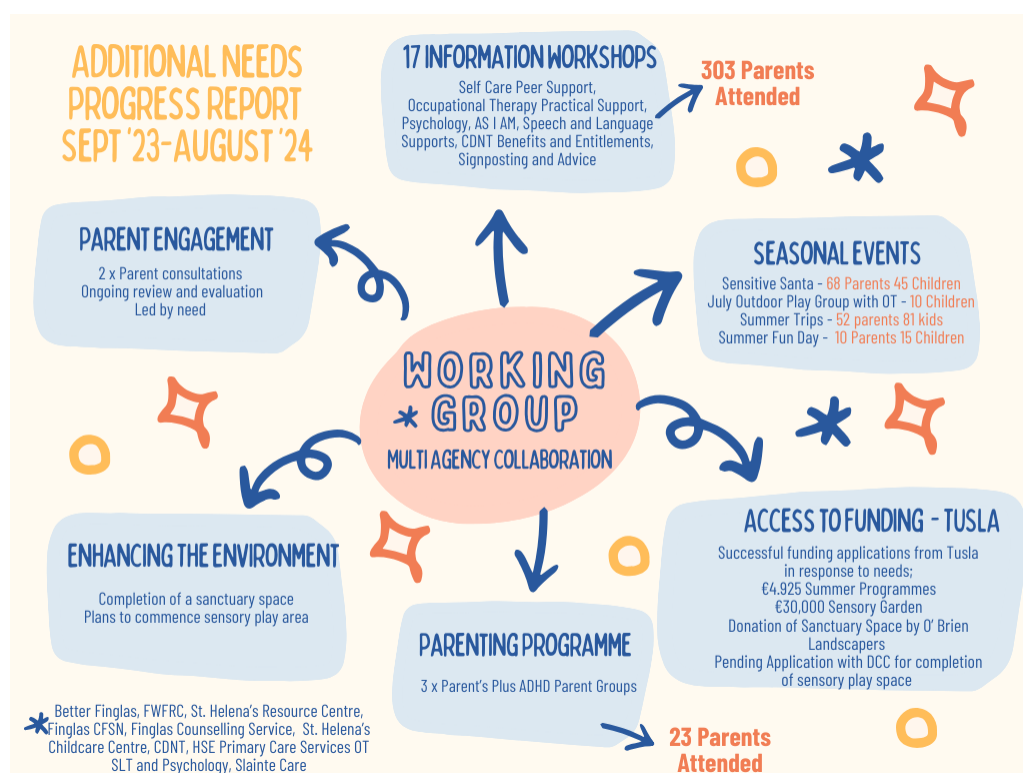 ADDITIONAL NEEDS
PROGRESS REPORT
SEPT '23-AUGUST '24
17 INFORMATION WORKSHOPS
Self Care Peer Support,
Occupational Therapy Practical Support,
Psychology, AS I AM, Speech and Language
Supports, CDNT Benefits and Entitlements,
Signposting and Advice
303 Parents
Attended
PARENT ENGAGEMENT
2 x Parent consultations
Ongoing review and evaluation
Led by need
SEASONAL EVENTS
Sensitive Santa - 68 Parents 45 Children
July Outdoor Play Group with OT - 10 Children
Summer Trips - 52 parents 81 kids
Summer Fun Day - 10 Parents 15 Children
WORKING
GROUP
MULTI AGENCY COLLABORATION
ENHANCING THE ENVIRONMENT
Completion of a sanctuary space
Plans to commence sensory play area
PARENTING PROGRAMME
3 x Parent's Plus ADHD Parent Groups
23 Parents
Attended
ACCESS TO FUNDING - TUSLA
Successful funding applications from Tusla
in response to needs;
€4.925 Summer Programmes
€30,000 Sensory Garden
Donation of Sanctuary Space by O' Brien
Landscapers
Pending Application with DCC for completion
of sensory play space
Better Finglas, FWFRC, St. Helena's Resource Centre,
Finglas CFSN, Finglas Counselling Service, St. Helena's
Childcare Centre, CDNT, HSE Primary Care Services OT
SLT and Psychology, Slainte Care